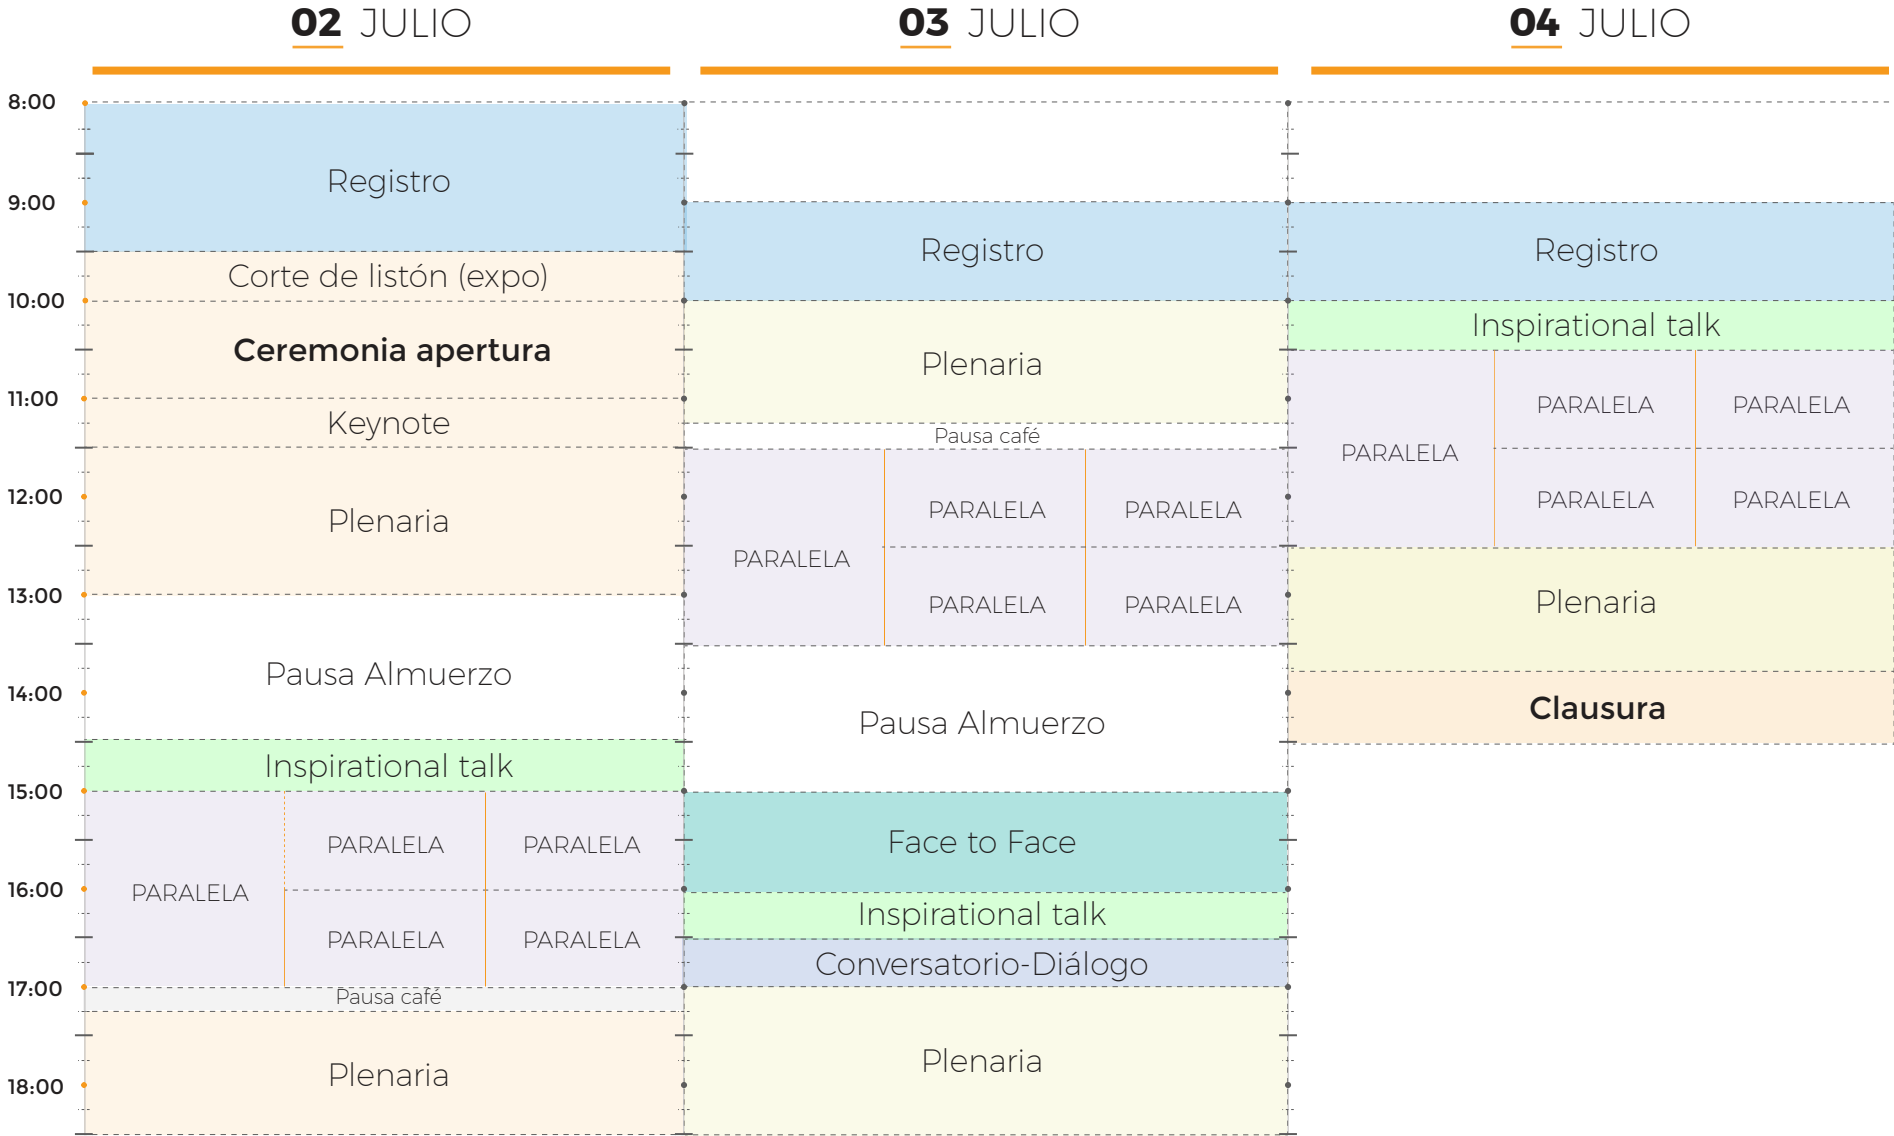 02 JULIO
03 JULIO
04 JULIO
8:00
9:00
10:00
11:00
12:00
13:00
14:00
15:00
16:00
17:00
18:00
Registro
Corte de listón (expo)
Ceremonia apertura
Keynote
Plenaria
Pausa Almuerzo
Inspirational talk
PARALELA
PARALELA
PARALELA
PARALELA
PARALELA
Pausa café
Plenaria
Registro
Plenaria
Pausa café
PARALELA
PARALELA
PARALELA
PARALELA
PARALELA
Pausa Almuerzo
Face to Face
Inspirational talk
Conversatorio-Diálogo
Plenaria
Registro
Inspirational talk
PARALELA
PARALELA
PARALELA
PARALELA
PARALELA
Plenaria
Clausura